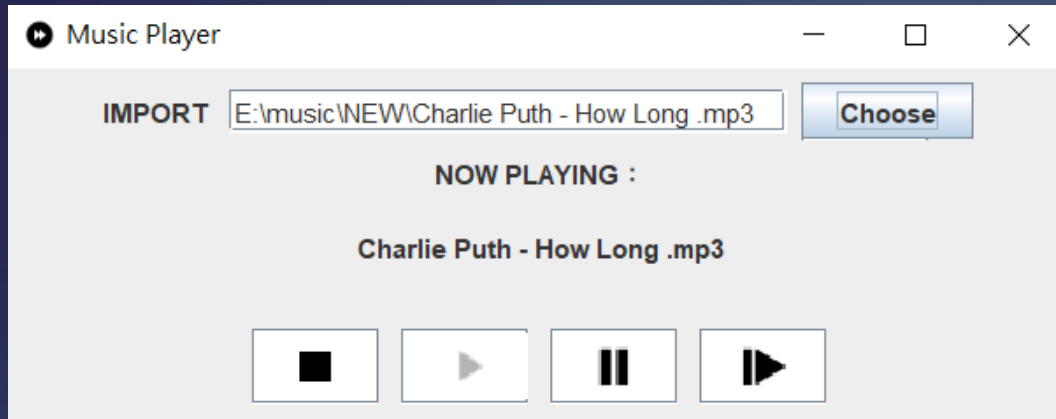 Music Player
IMPORT E:\music\NEW\Charlie Puth - How Long .mp3 Choose
NOW PLAYING：
Charlie Puth - How Long .mp3